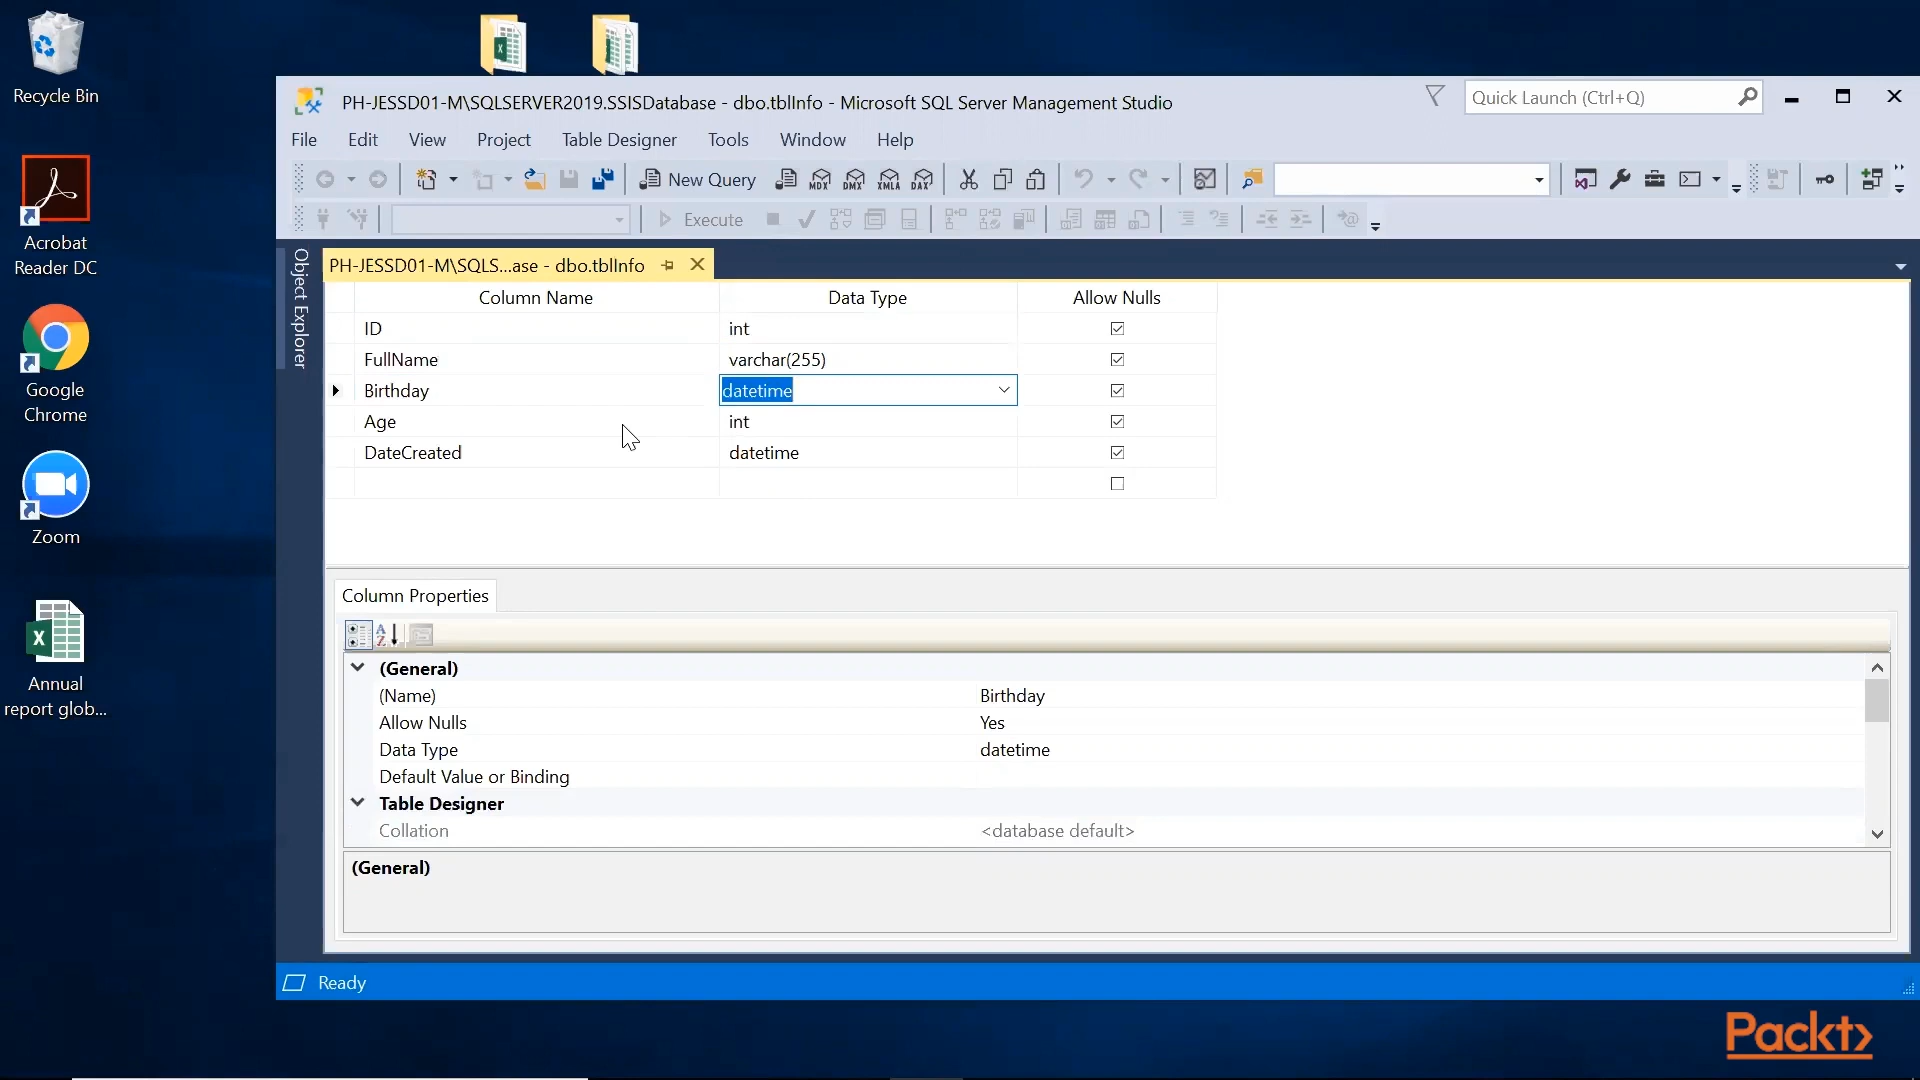 Recycle Bin
Acrobat
Reader DC
Google
Chrome
Zoom
Annual
report glob...
PH-JESSD01-M\SQLSERVER2019.SSISDatabase - dbo.tblInfo - Microsoft SQL Server Management Studio
Quick Launch (Ctrl+Q)
File Edit View Project Table Designer Tools Window Help
New Query MDX DMX XMLA DAX
Execute
Object Explorer
PH-JESSD01-M\SQLS...ase - dbo.tblInfo
Column Name Data Type Allow Nulls
ID int
FullName varchar(255)
Birthday datetime
Age int
DateCreated datetime
Column Properties
(General)
(Name) Birthday
Allow Nulls Yes
Data Type datetime
Default Value or Binding
Table Designer
Collation <database default>
(General)
Ready
Packt>